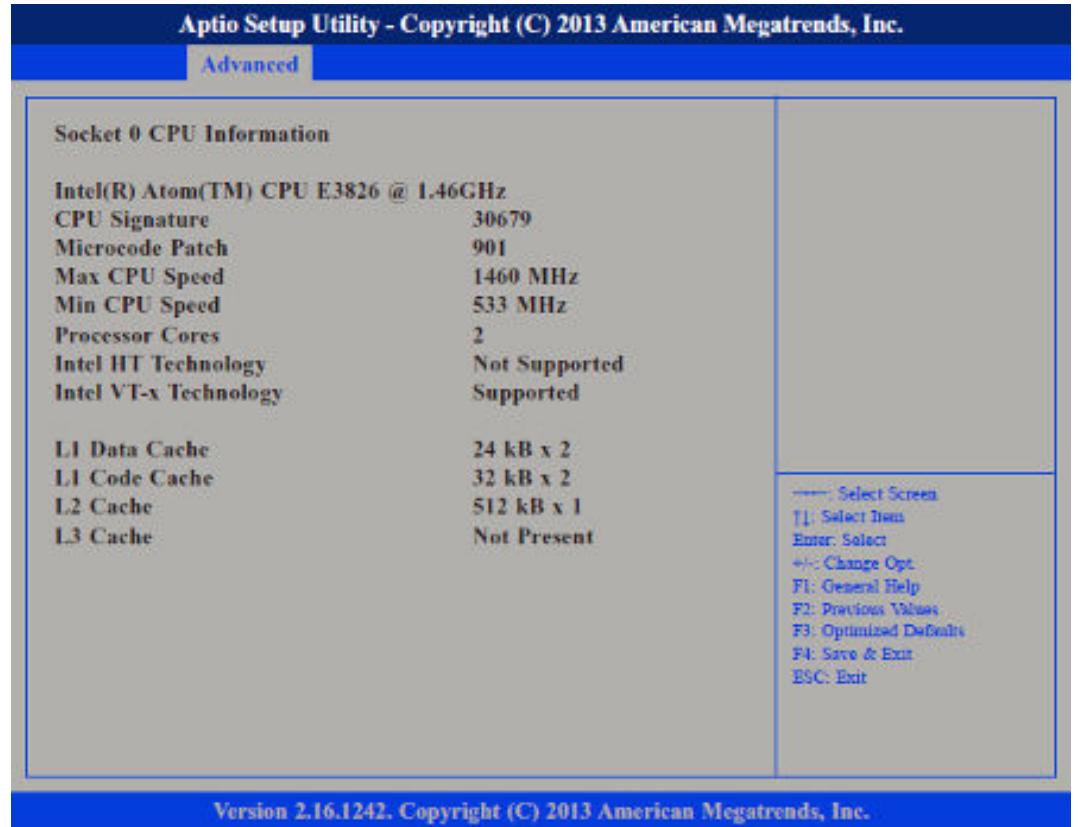 Aptio Setup Utility - Copyright (C) 2013 American Megatrends, Inc.
Advanced
Socket 0 CPU Information
Intel(R) Atom(TM) CPU E3826 @ 1.46GHz
CPU Signature 30679
Microcode Patch 901
Max CPU Speed 1460 MHz
Min CPU Speed 533 MHz
Processor Cores 2
Intel HT Technology Not Supported
Intel VT-x Technology Supported
L1 Data Cache 24 kB x 2
L1 Code Cache 32 kB x 2
L2 Cache 512 kB x 1
L3 Cache Not Present
: Select Screen
↑↓: Select Item
Enter: Select
+/-: Change Opt.
F1: General Help
F2: Previous Values
F3: Optimized Defaults
F4: Save & Exit
ESC: Exit
Version 2.16.1242. Copyright (C) 2013 American Megatrends, Inc.